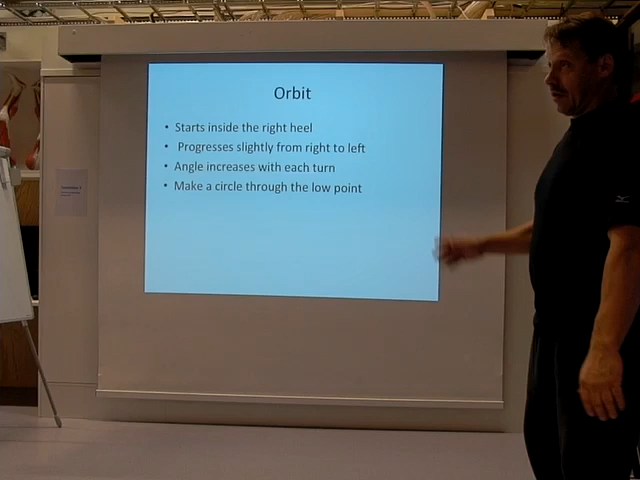 Orbit
• Starts inside the right heel
• Progresses slightly from right to left
• Angle increases with each turn
• Make a circle through the low point